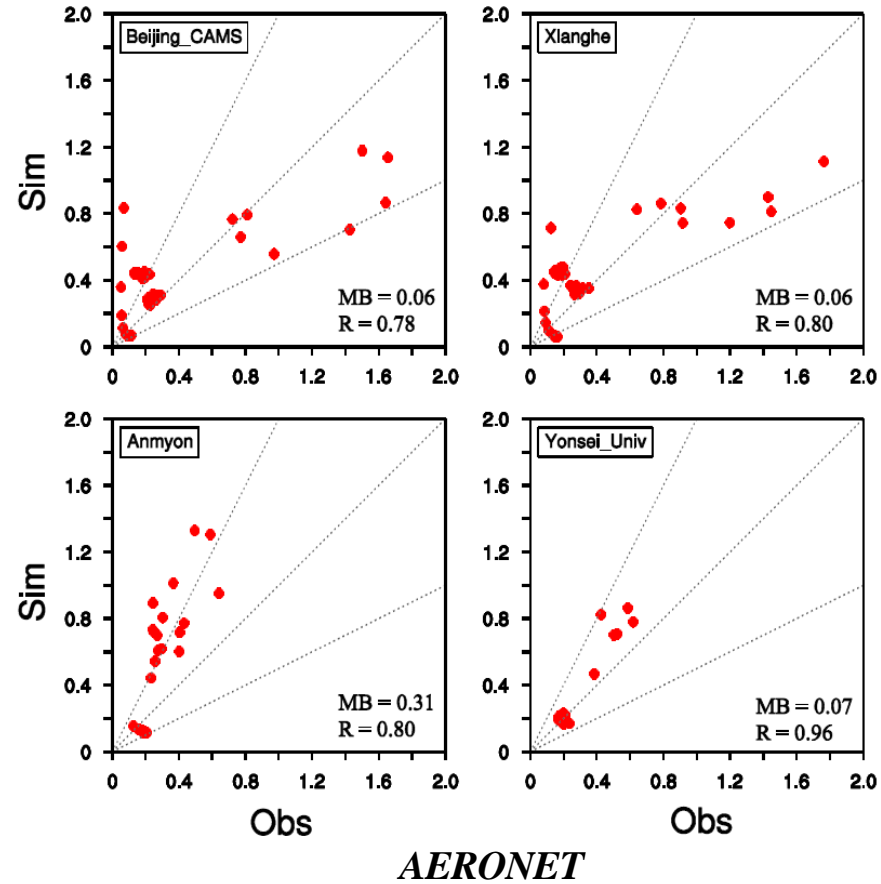 Beijing_CAMS
Xianghe
2.0
1.6
1.2
0.8
0.4
0
Sim
MB = 0.06
R = 0.78
0 0.4 0.8 1.2 1.6 2.0
2.0
1.6
1.2
0.8
0.4
0
MB = 0.06
R = 0.80
0 0.4 0.8 1.2 1.6 2.0
Anmyon
Yonsei_Univ
2.0
1.6
1.2
0.8
0.4
0
Sim
MB = 0.31
R = 0.80
0 0.4 0.8 1.2 1.6 2.0
Obs
2.0
1.6
1.2
0.8
0.4
0
MB = 0.07
R = 0.96
0 0.4 0.8 1.2 1.6 2.0
Obs
AERONET